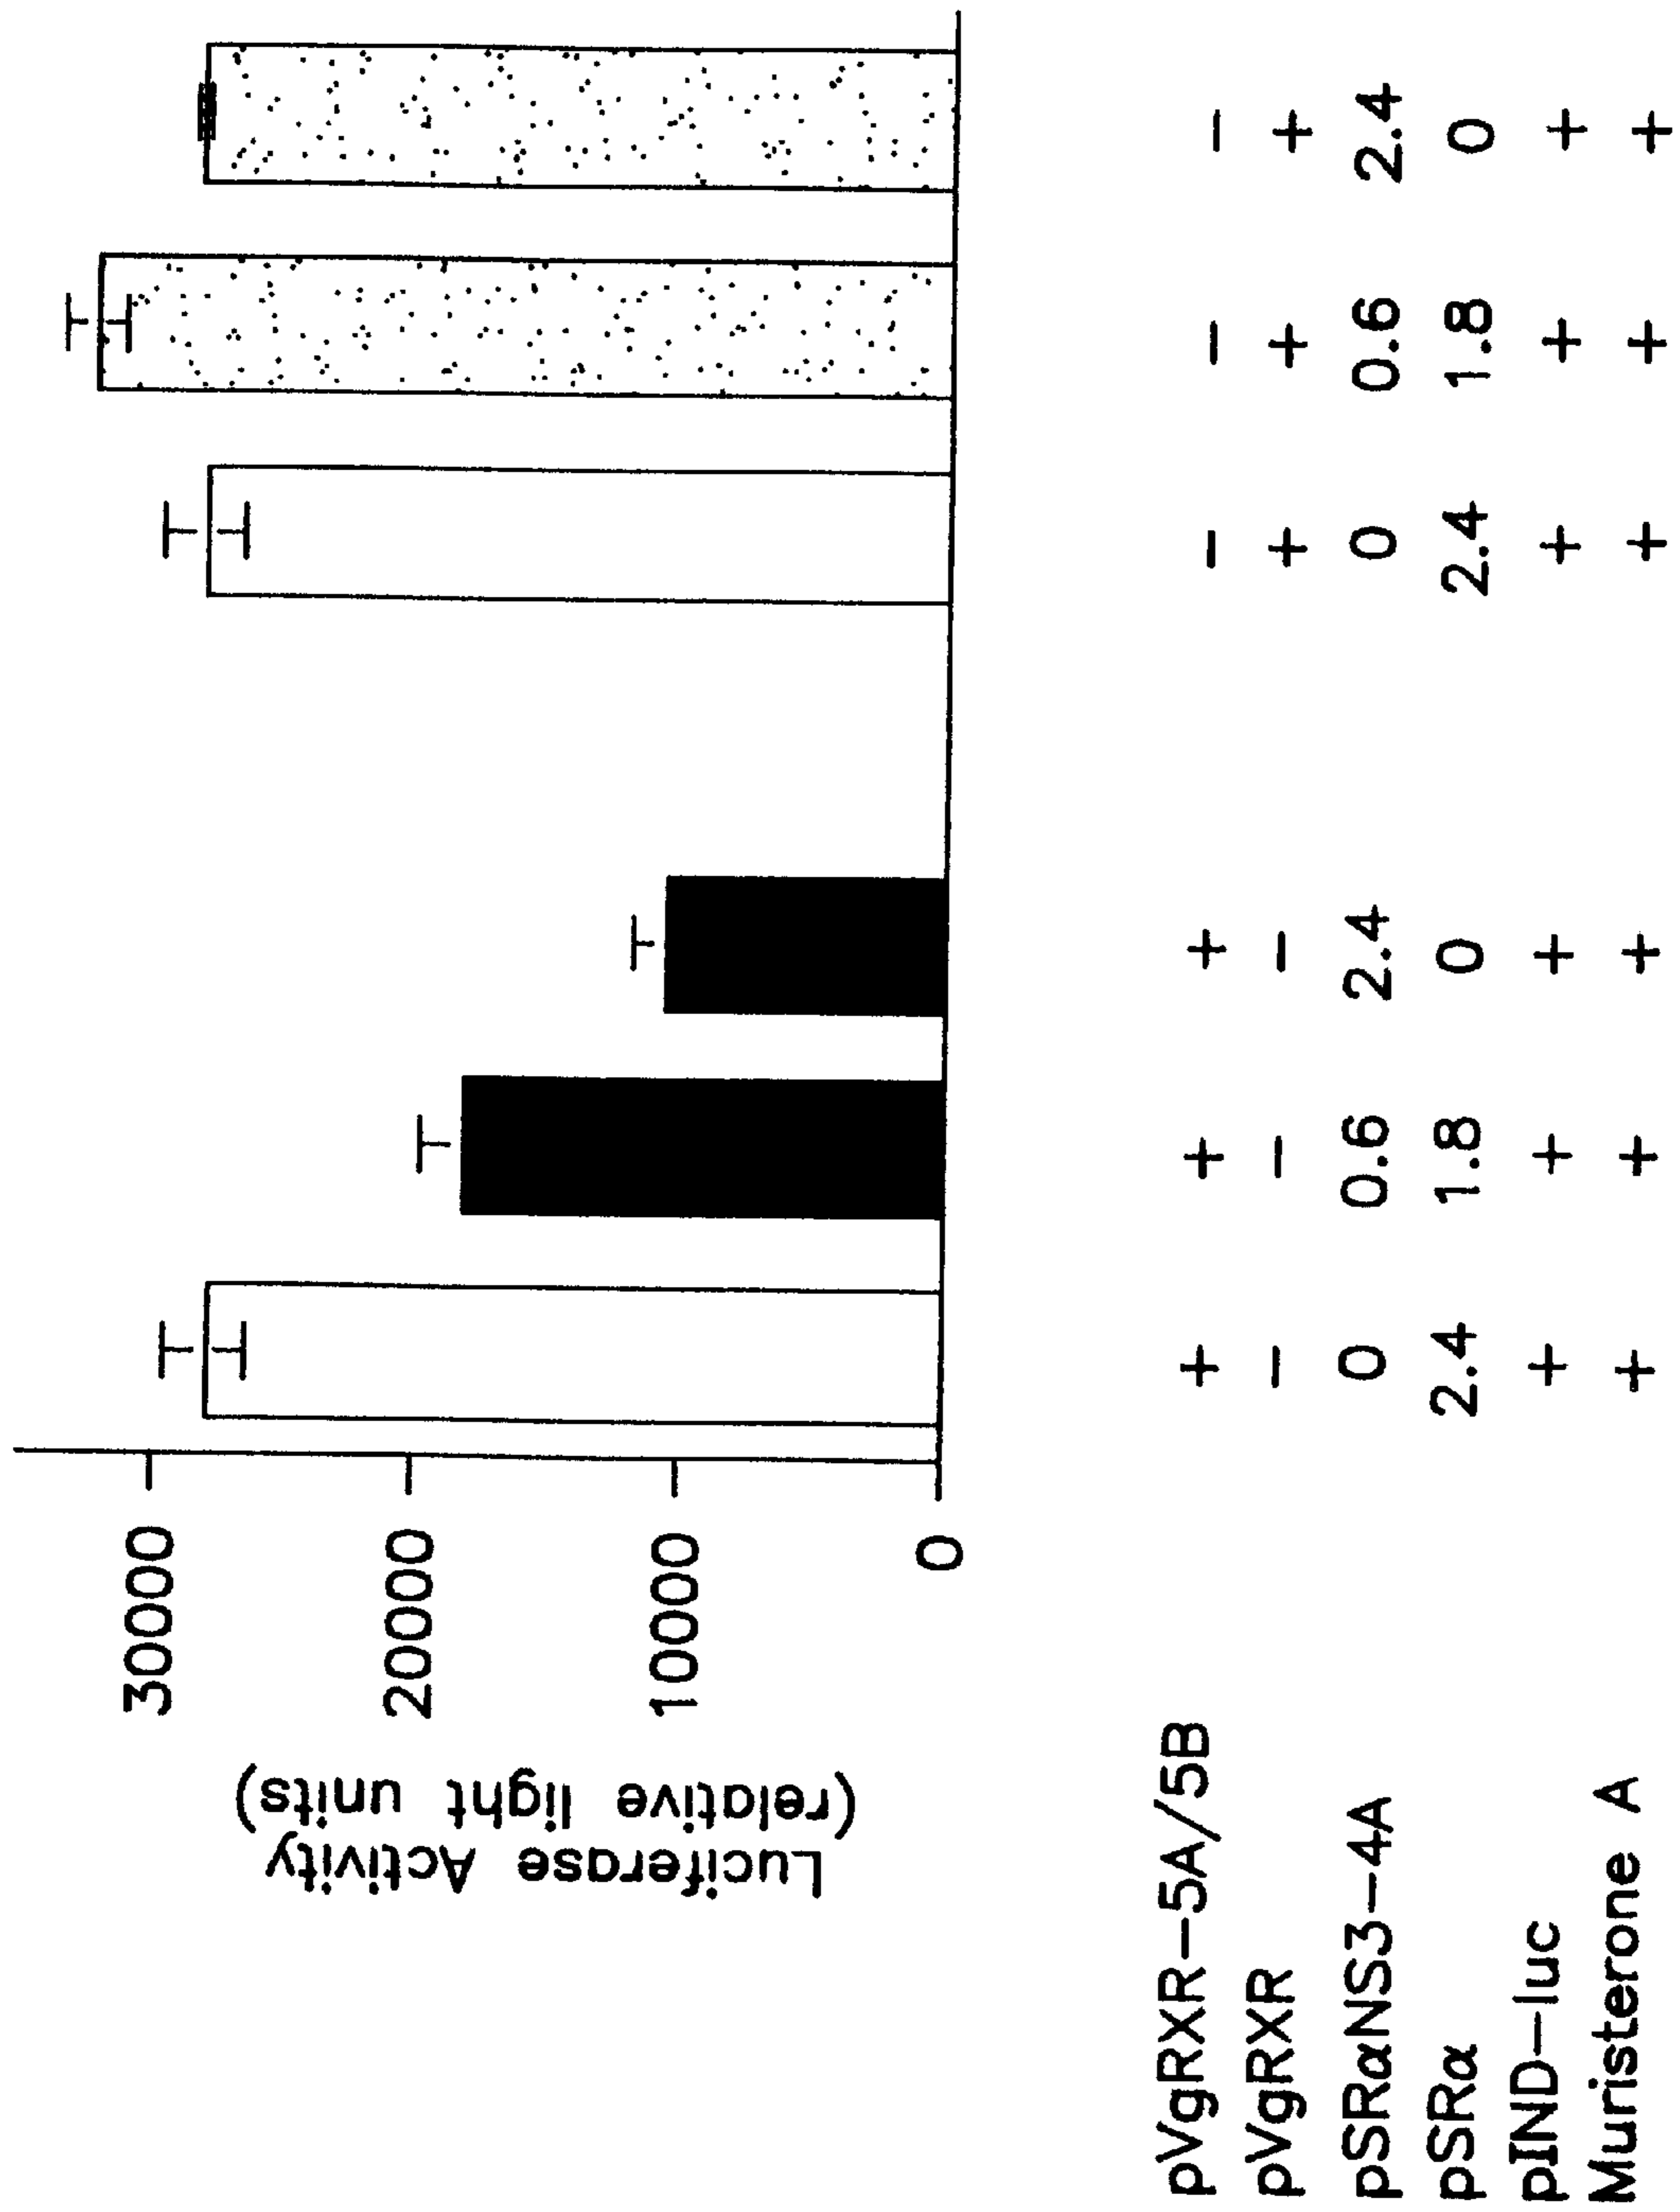 Luciferase Activity
(relative light units)
30000
20000
10000
0
pVgRXR-5A/5B + + + - - -
pVgRXR - - - + + +
pSRαNS3-4A 0 0.6 2.4 0 0.6 2.4
pSRα 2.4 1.8 0 2.4 1.8 0
pIND-luc + + + + + +
Muristerone A + + + + + +